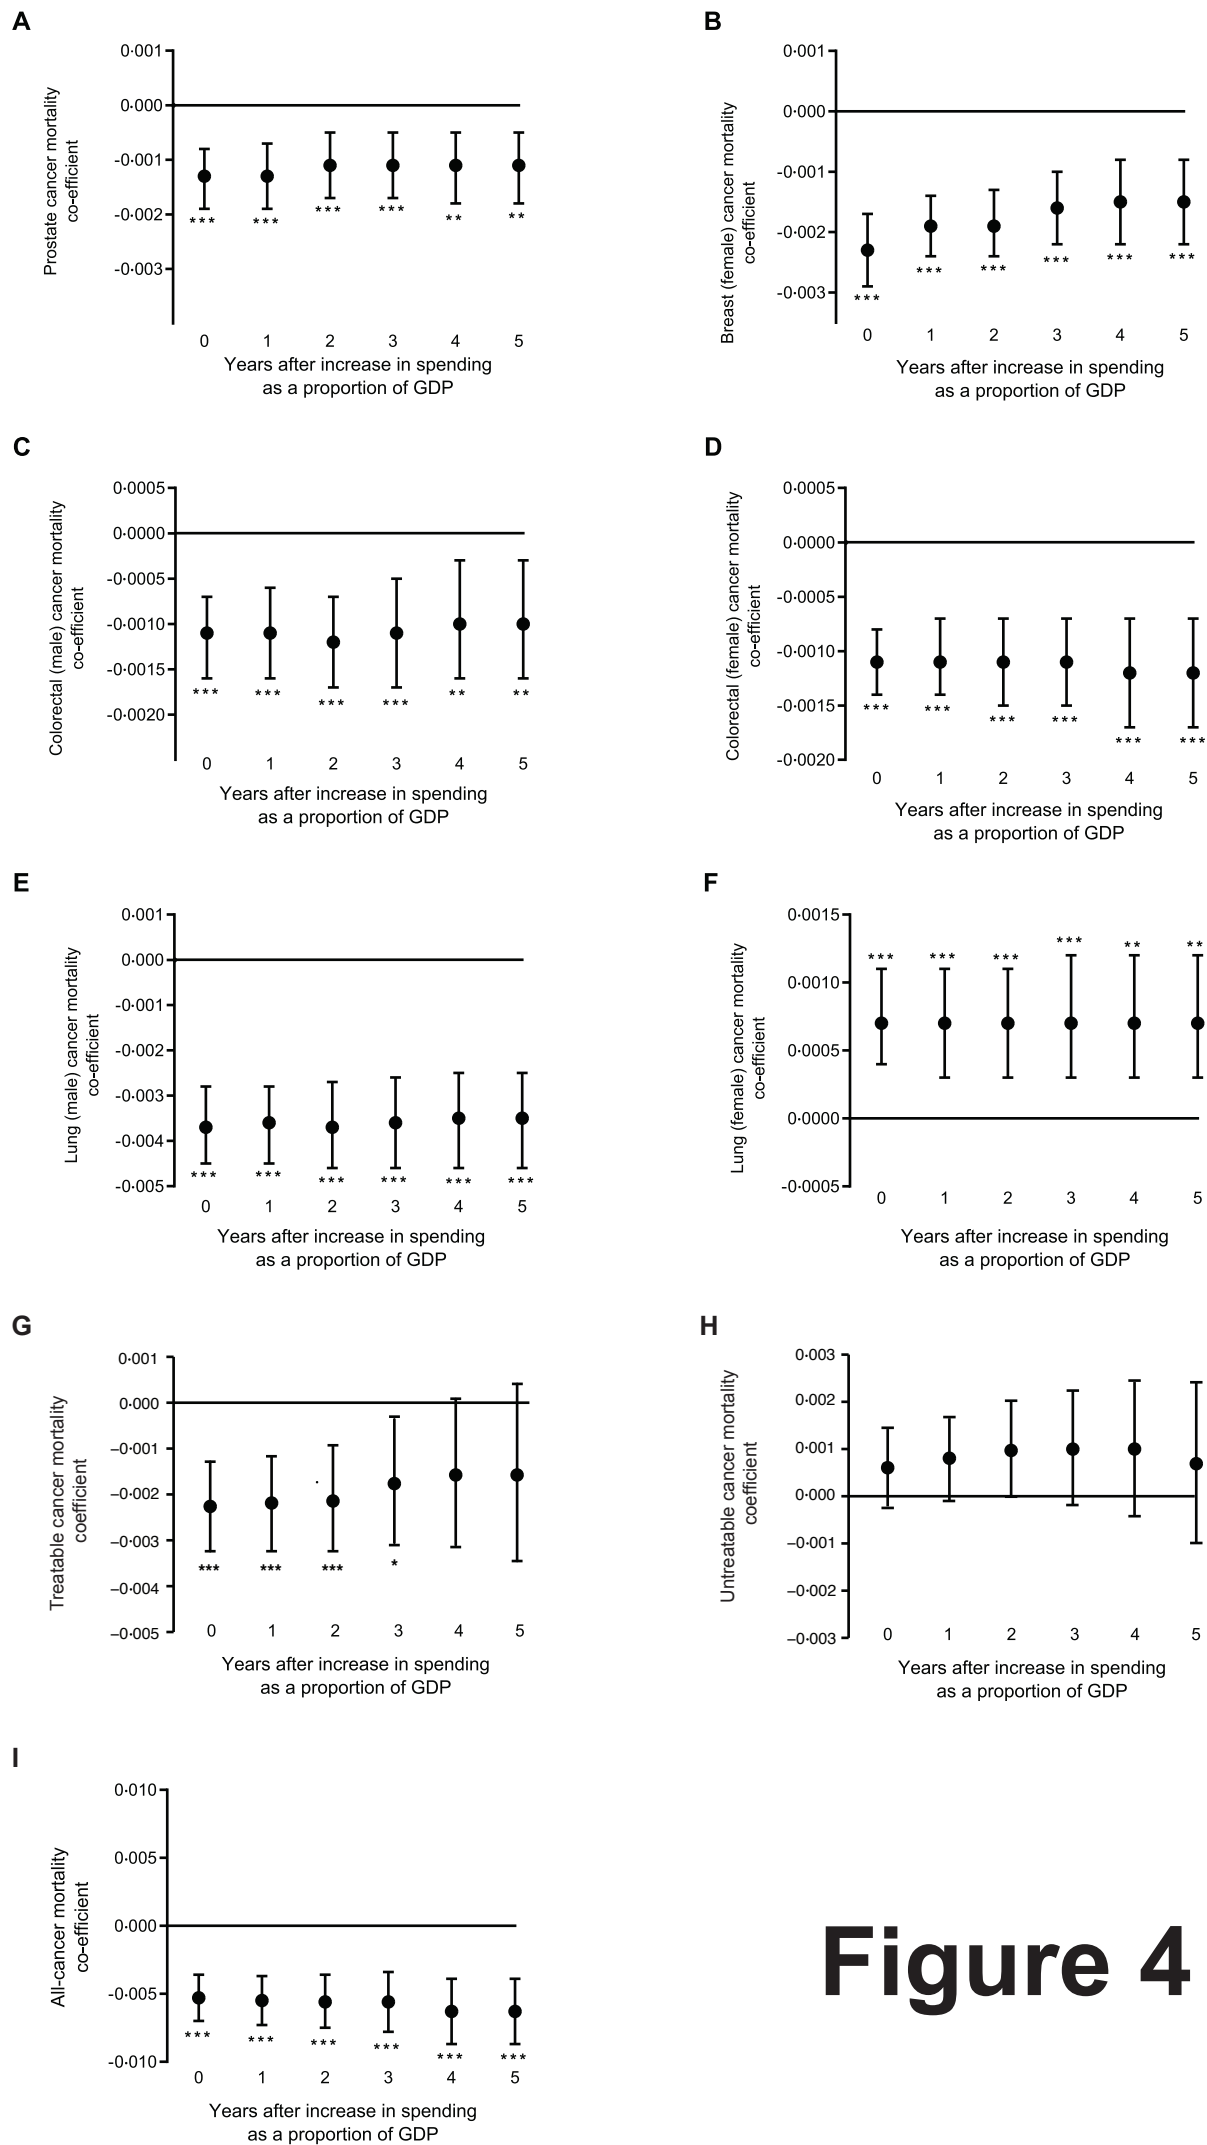 A
Prostate cancer mortality
co-efficient
0·001
0·000
-0·001
-0·002
-0·003
*** *** *** *** ** **
0 1 2 3 4 5
Years after increase in spending
as a proportion of GDP
B
Breast (female) cancer mortality
co-efficient
0·001
0·000
-0·001
-0·002
-0·003
*** *** *** *** *** ***
0 1 2 3 4 5
Years after increase in spending
as a proportion of GDP
C
Colorectal (male) cancer mortality
co-efficient
0·0005
0·0000
-0·0005
-0·0010
-0·0015
-0·0020
*** *** *** *** ** **
0 1 2 3 4 5
Years after increase in spending
as a proportion of GDP
D
Colorectal (female) cancer mortality
co-efficient
0·0005
0·0000
-0·0005
-0·0010
-0·0015
-0·0020
*** *** *** *** *** ***
0 1 2 3 4 5
Years after increase in spending
as a proportion of GDP
E
Lung (male) cancer mortality
co-efficient
0·001
0·000
-0·001
-0·002
-0·003
-0·004
-0·005
*** *** *** *** *** ***
0 1 2 3 4 5
Years after increase in spending
as a proportion of GDP
F
Lung (female) cancer mortality
co-efficient
0·0015
0·0010
0·0005
0·0000
-0·0005
*** *** *** *** ** **
0 1 2 3 4 5
Years after increase in spending
as a proportion of GDP
G
Treatable cancer mortality
coefficient
0·001
0·000
–0·001
–0·002
–0·003
–0·004
–0·005
*** *** *** *
0 1 2 3 4 5
Years after increase in spending
as a proportion of GDP
H
Untreatable cancer mortality
coefficient
0·003
0·002
0·001
0·000
–0·001
–0·002
–0·003
0 1 2 3 4 5
Years after increase in spending
as a proportion of GDP
I
All-cancer mortality
co-efficient
0·010
0·005
0·000
-0·005
-0·010
*** *** *** *** *** ***
0 1 2 3 4 5
Years after increase in spending
as a proportion of GDP
Figure 4